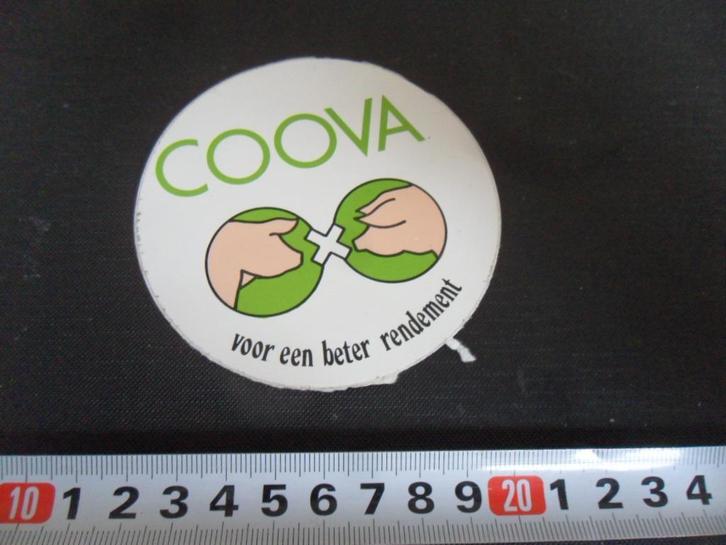 COOVA
voor een beter rendement
10 1 2 3 4 5 6 7 8 9 20 1 2 3 4